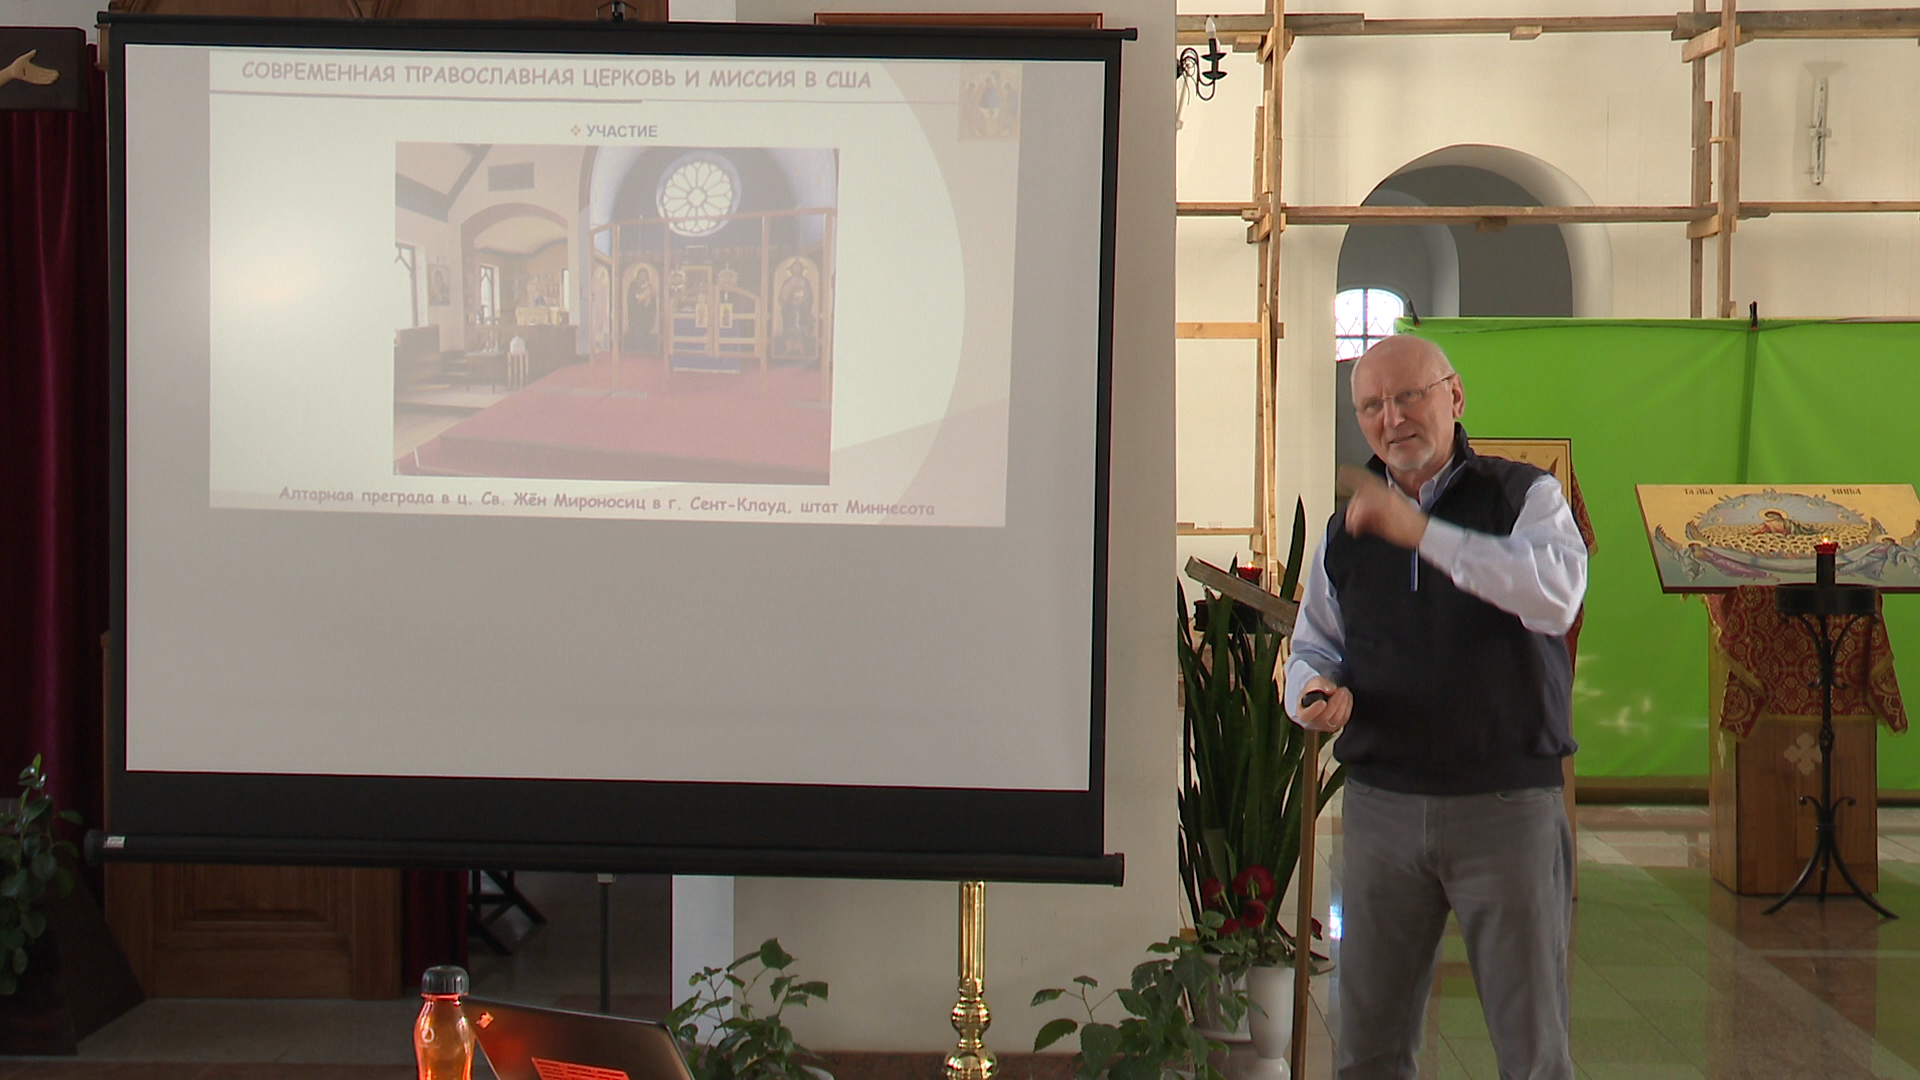 СОВРЕМЕННАЯ ПРАВОСЛАВНАЯ ЦЕРКОВЬ И МИССИЯ В США
УЧАСТИЕ
Алтарная преграда в ц. Св. Жён Мироносиц в г. Сент-Клауд, штат Миннесота